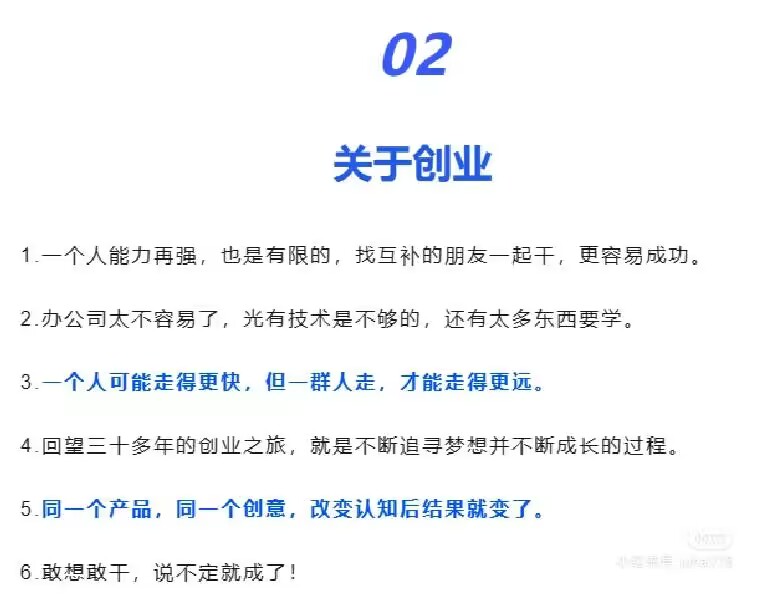 02
关于创业
1.一个人能力再强，也是有限的，找互补的朋友一起干，更容易成功。
2.办公司太不容易了，光有技术是不够的，还有太多东西要学。
3.一个人可能走得更快，但一群人走，才能走得更远。
4.回望三十多年的创业之旅，就是不断追寻梦想并不断成长的过程。
5.同一个产品，同一个创意，改变认知后结果就变了。
6.敢想敢干，说不定就成了！